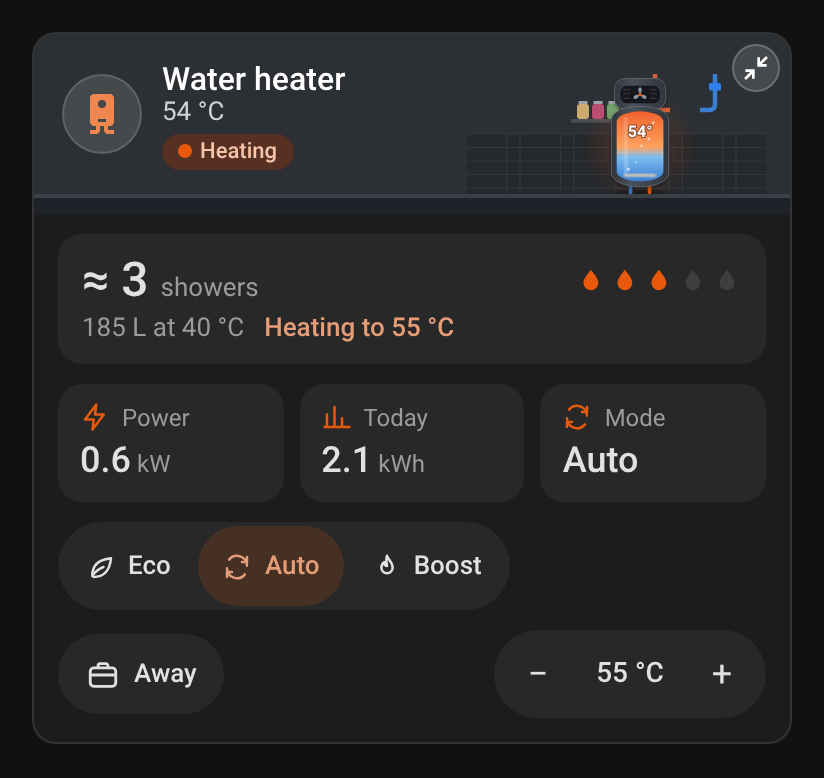 Water heater
54 °C
Heating
54°
≈ 3 showers
185 L at 40 °C Heating to 55 °C
Power
0.6 kW
Today
2.1 kWh
Mode
Auto
Eco
Auto
Boost
Away
− 55 °C +